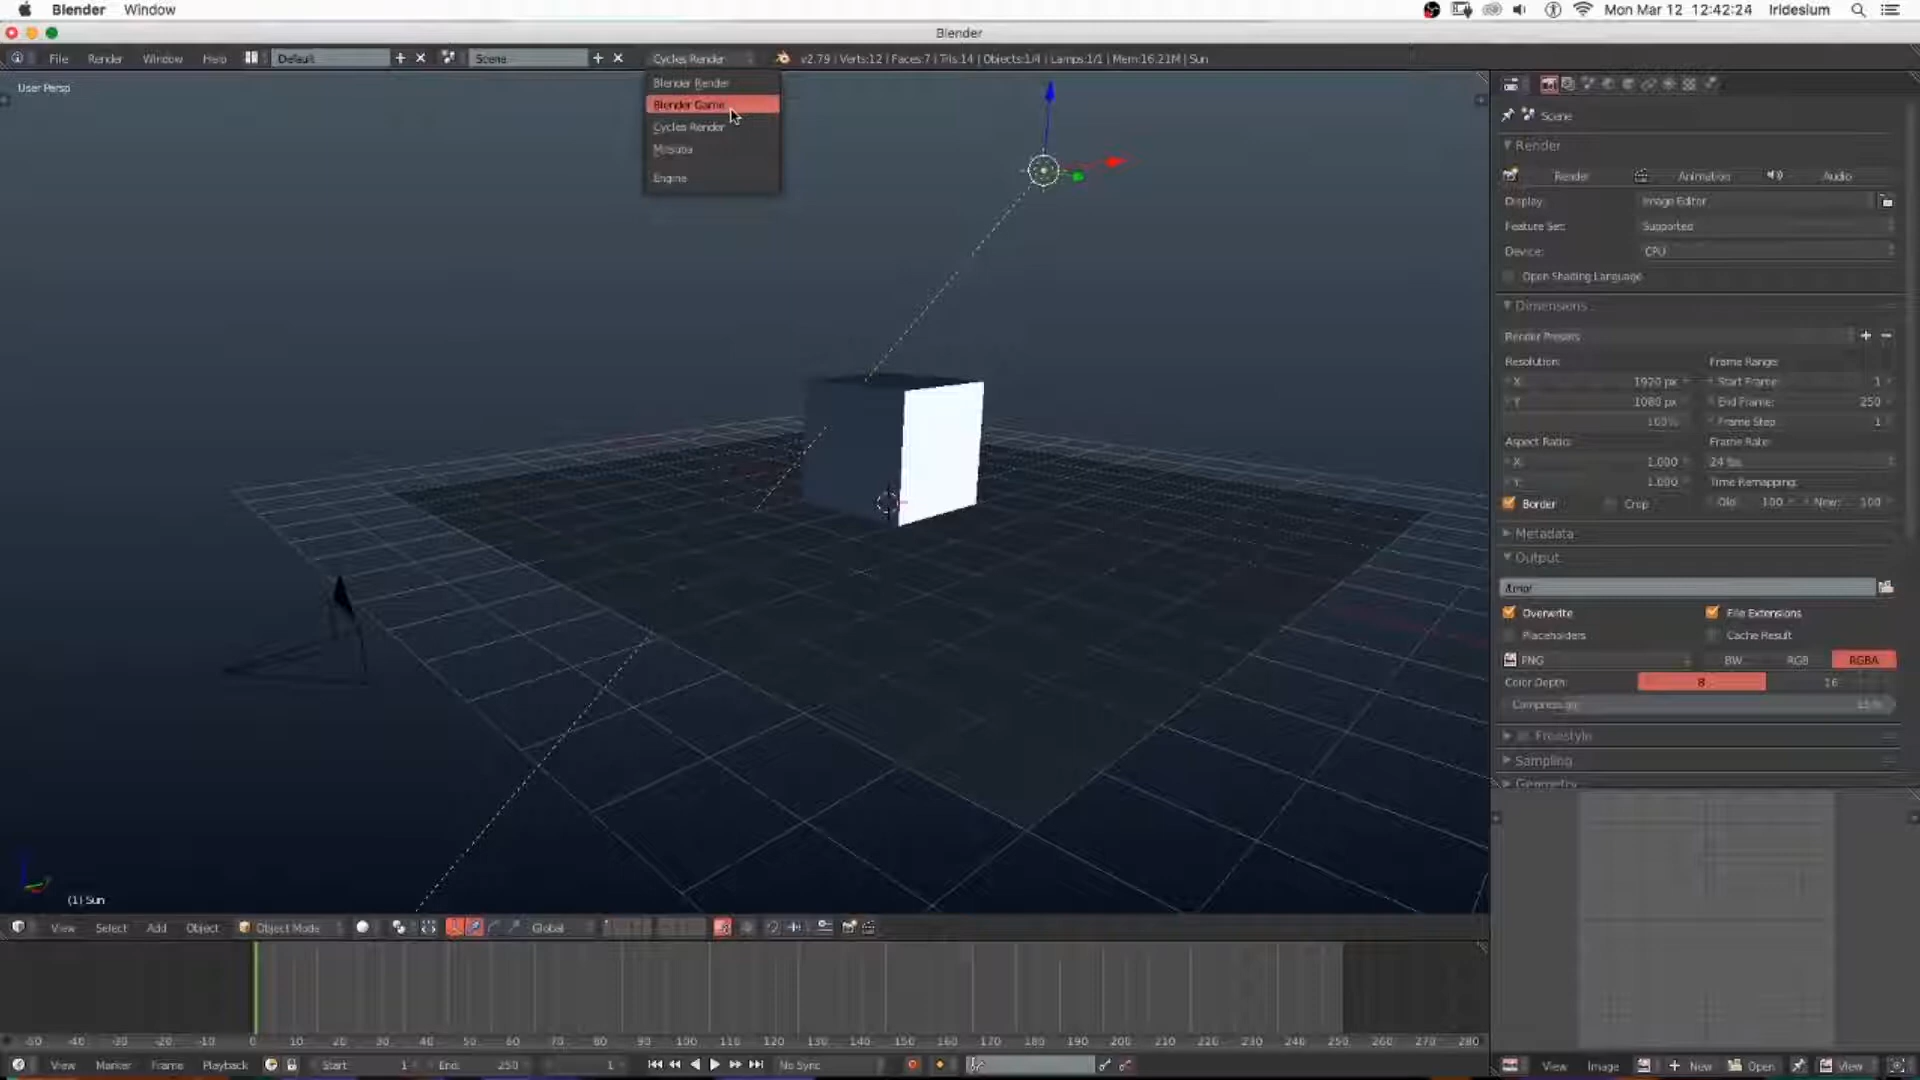 Blender Window Mon Mar 12 12:42:24 Iridesium
Blender
File Render Window Help Default Scene Cycles Render v2.79 | Verts:12 | Faces:7 | Tris:14 | Objects:1/4 | Lamps:1/1 | Mem:16.21M | Sun
User Persp
Blender Render
Blender Game
Cycles Render
Mitsuba
Engine
Scene
Render
Render Animation Audio
Display: Image Editor
Feature Set: Supported
Device: CPU
Open Shading Language
Dimensions
Render Presets
Resolution: Frame Range:
X: 1920 px Start Frame: 1
Y: 1080 px End Frame: 250
100% Frame Step: 1
Aspect Ratio: Frame Rate:
X: 1.000 24 fps
Y: 1.000 Time Remapping:
Border Crop Old: 100 New: 100
Metadata
Output
/tmp/
Overwrite File Extensions
Placeholders Cache Result
PNG BW RGB RGBA
Color Depth: 8 16
Compression: 15%
Freestyle
Sampling
Geometry
(1) Sun
View Select Add Object Object Mode Global
-50 -40 -30 -20 -10 0 10 20 30 40 50 60 70 80 90 100 110 120 130 140 150 160 170 180 190 200 210 220 230 240 250 260 270 280
View Marker Frame Playback Start: 1 End: 250 1 No Sync
View Image New Open View